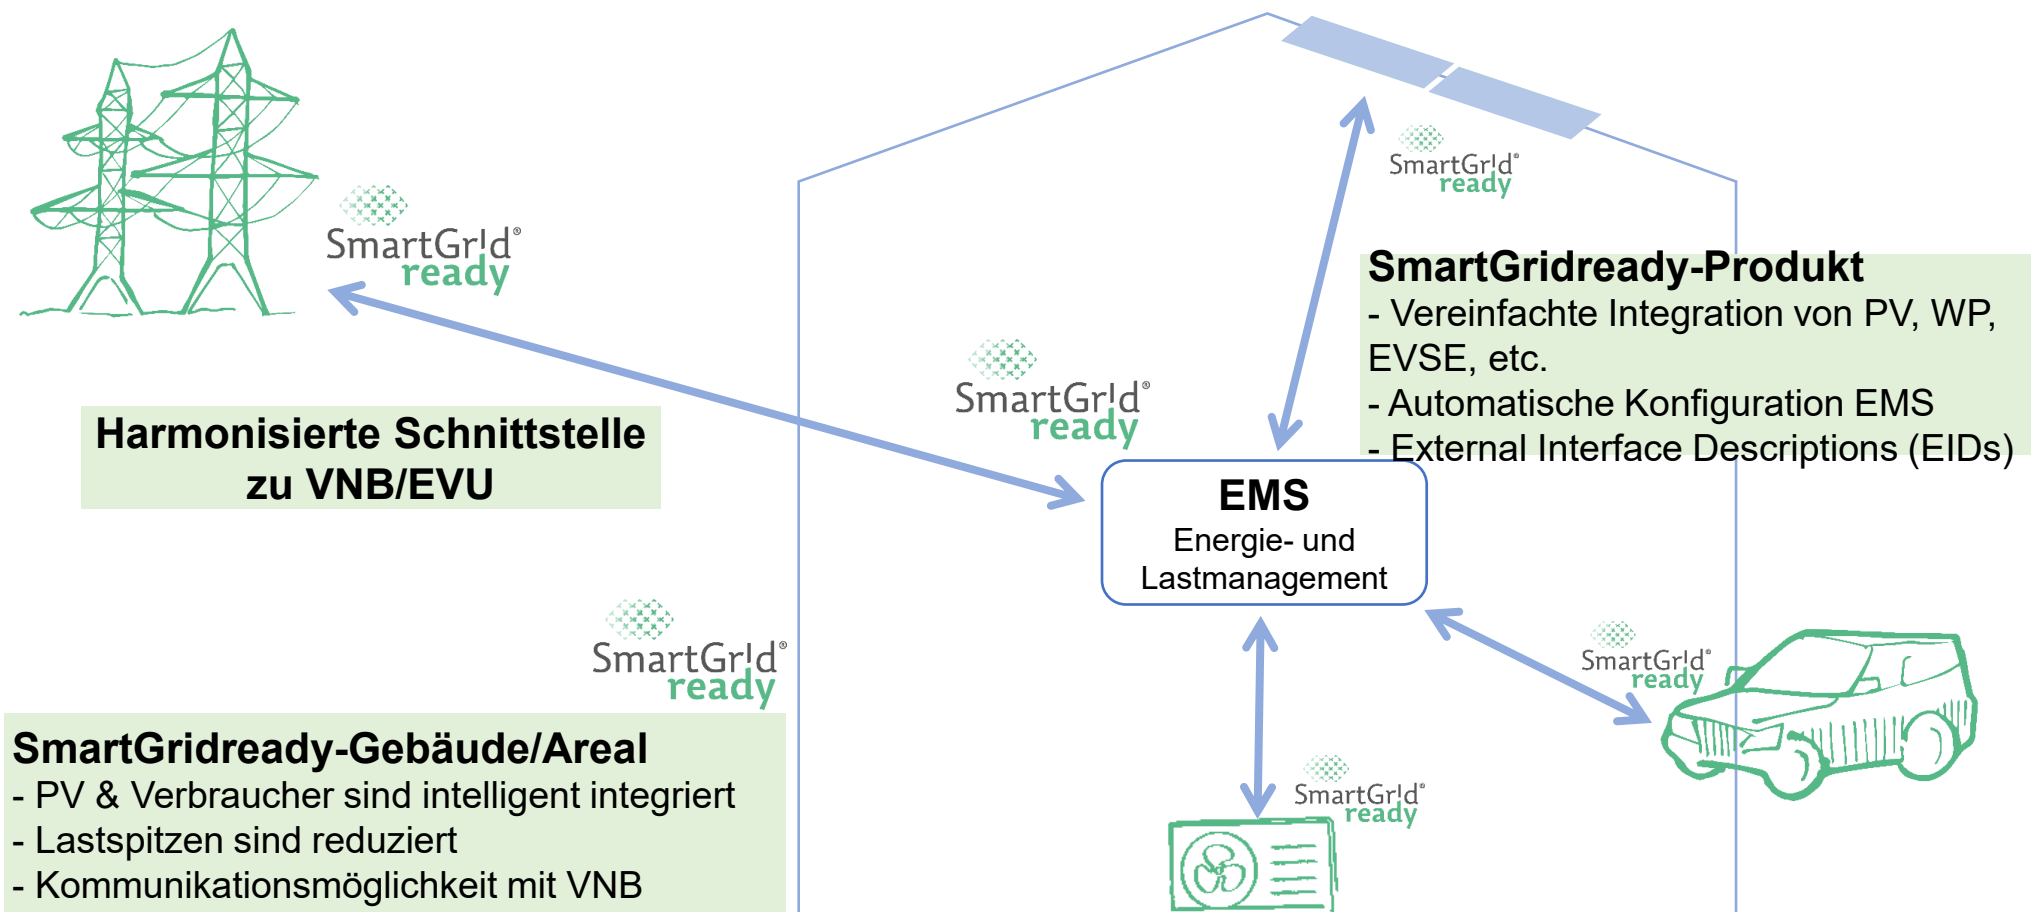 SmartGr!d®
ready
SmartGr!d®
ready
SmartGridready-Produkt
- Vereinfachte Integration von PV, WP,
EVSE, etc.
- Automatische Konfiguration EMS
- External Interface Descriptions (EIDs)
SmartGr!d®
ready
Harmonisierte Schnittstelle
zu VNB/EVU
EMS
Energie- und
Lastmanagement
SmartGr!d®
ready
SmartGr!d®
ready
SmartGridready-Gebäude/Areal
- PV & Verbraucher sind intelligent integriert
- Lastspitzen sind reduziert
- Kommunikationsmöglichkeit mit VNB
SmartGr!d®
ready